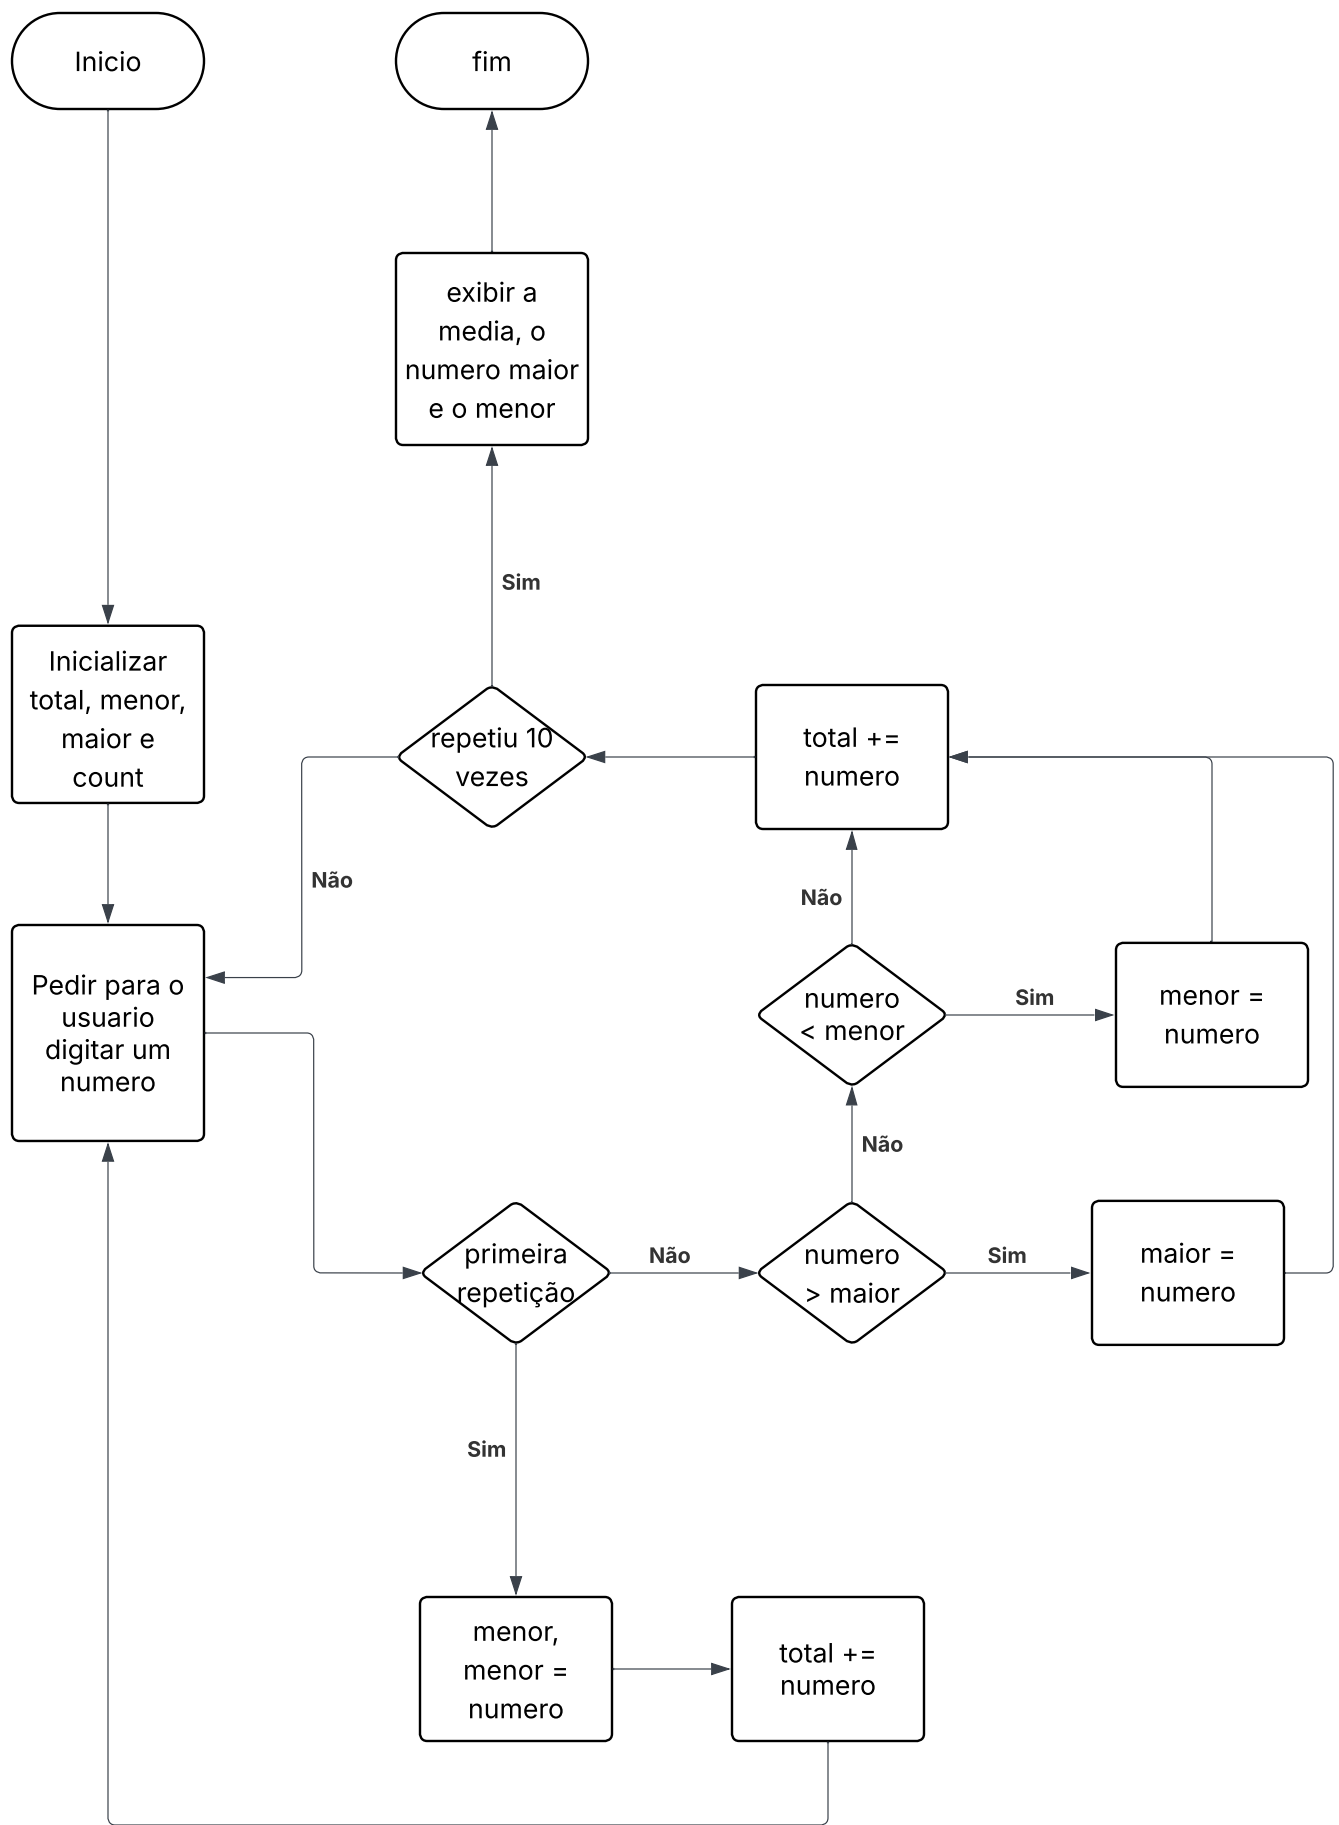 Inicio
fim
exibir a
media, o
numero maior
e o menor
Sim
Inicializar
total, menor,
maior e
count
repetiu 10
vezes
total +=
numero
Não
Não
Pedir para o
usuario
digitar um
numero
numero
< menor
Sim
menor =
numero
Não
primeira
repetição
Não
numero
> maior
Sim
maior =
numero
Sim
menor,
menor =
numero
total +=
numero